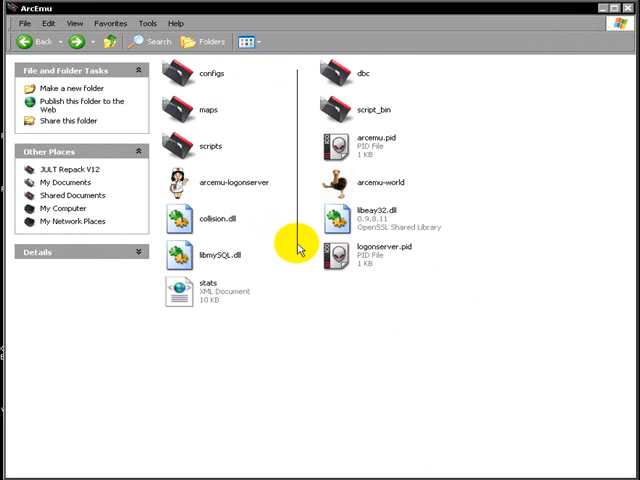 ArcEmu
File Edit View Favorites Tools Help
Back Search Folders
File and Folder Tasks
Make a new folder
Publish this folder to the
Web
Share this folder
Other Places
JULT Repack V12
My Documents
Shared Documents
My Computer
My Network Places
Details
configs
dbc
maps
script_bin
scripts
arcemu.pid
PID File
1 KB
arcemu-logonserver
arcemu-world
collision.dll
libeay32.dll
0.9.8.11
OpenSSL Shared Library
libmySQL.dll
logonserver.pid
PID File
1 KB
stats
XML Document
10 KB